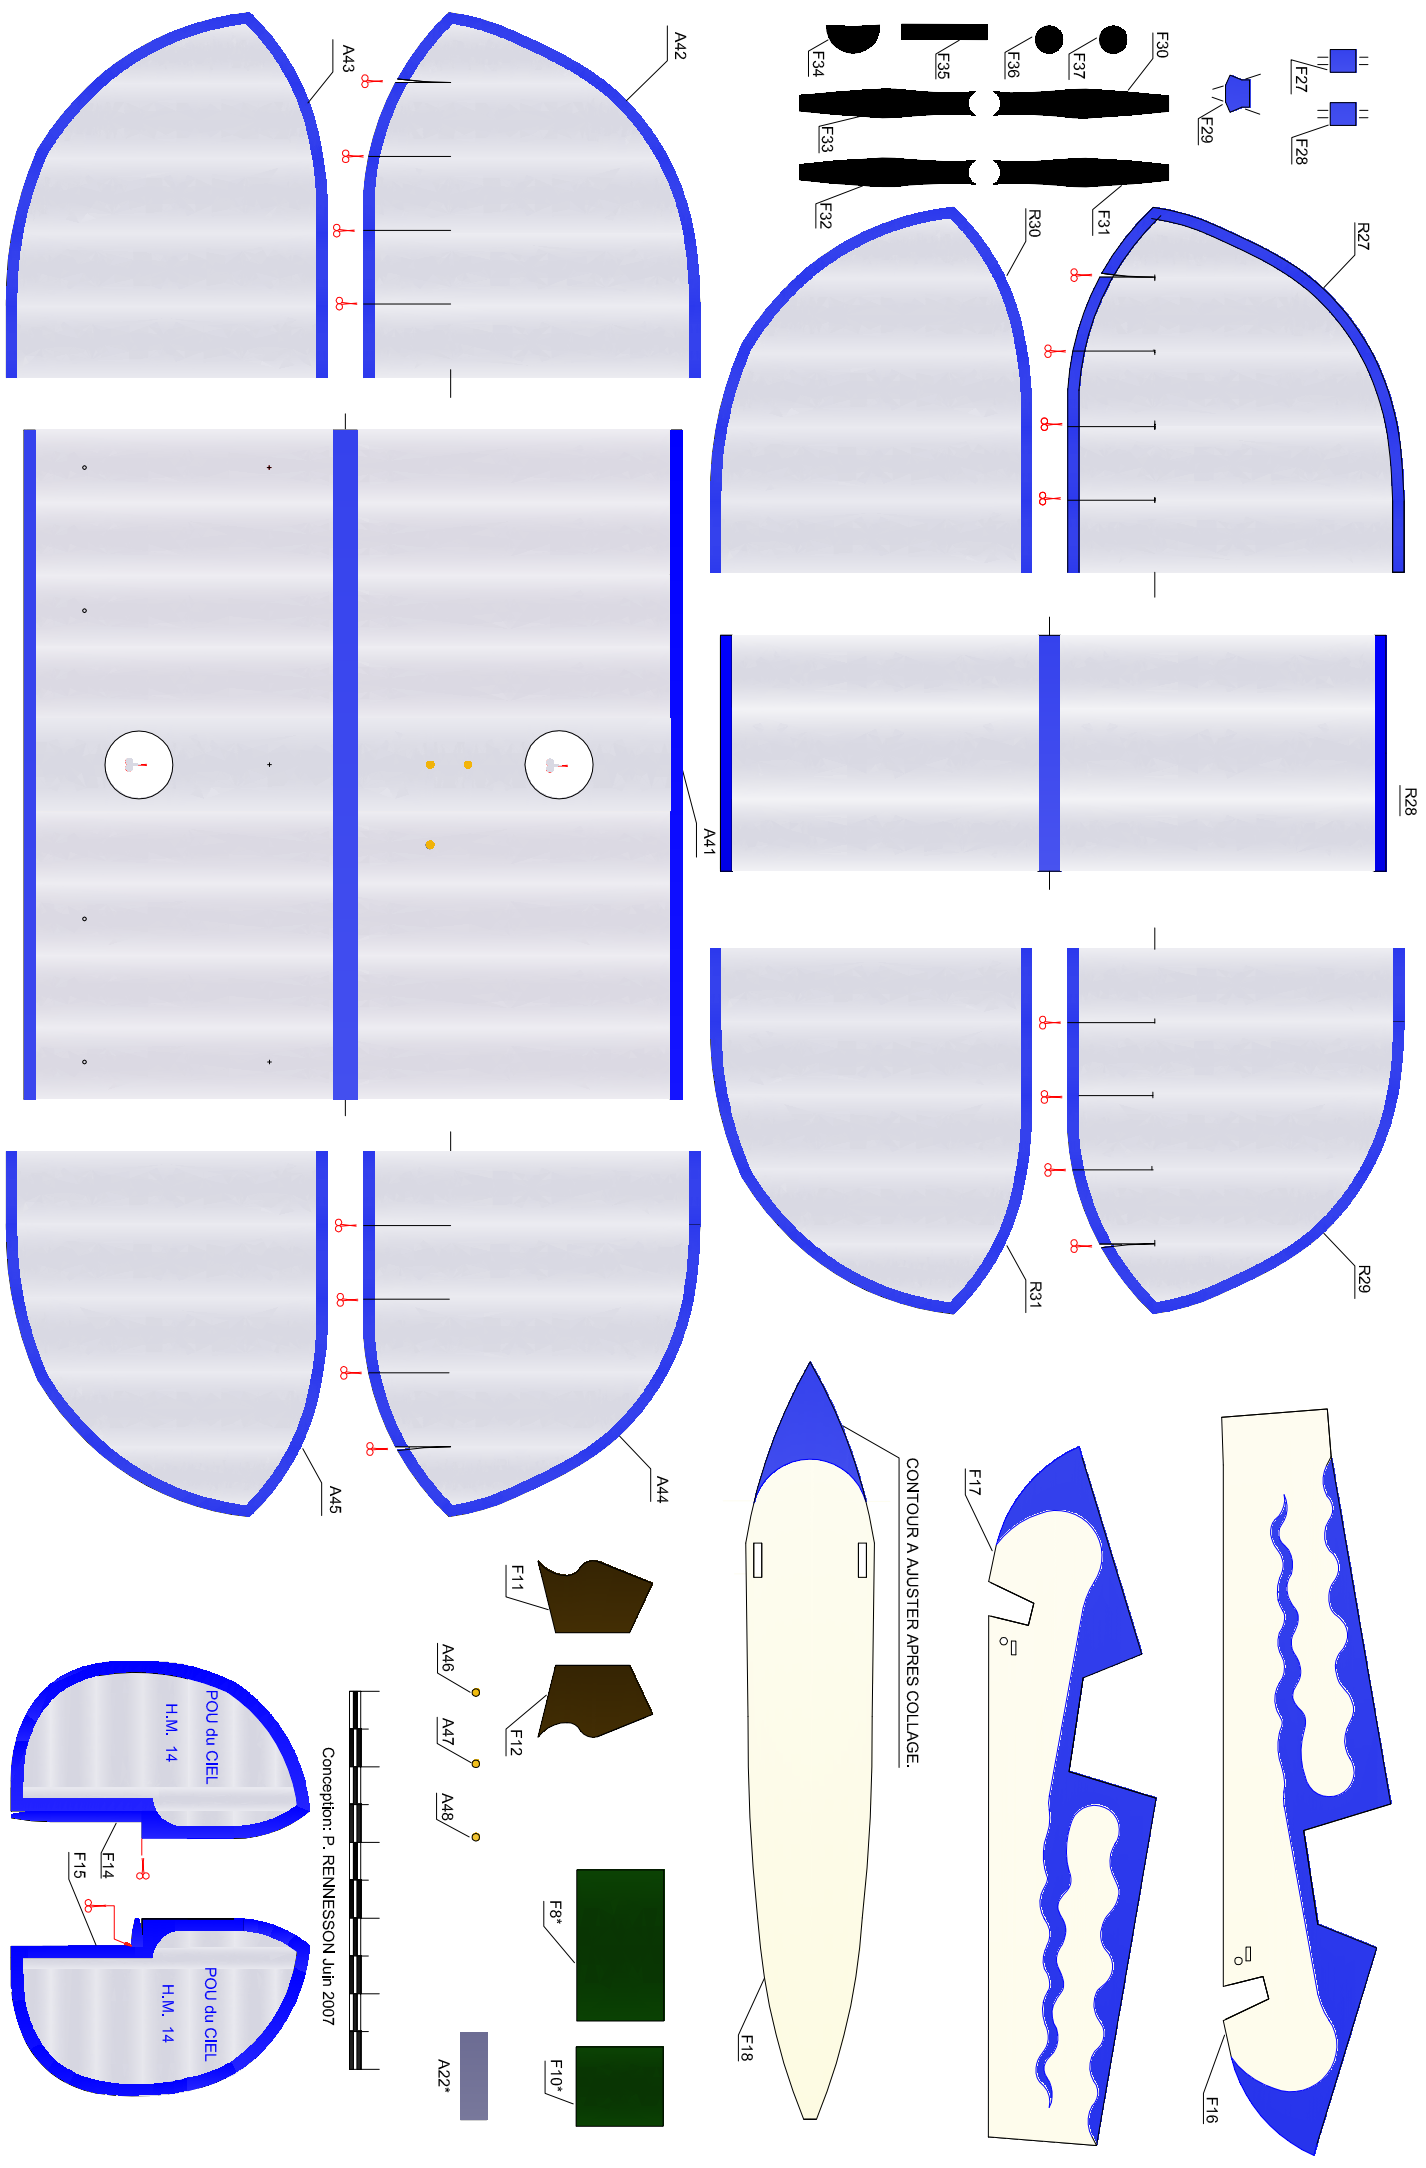 A43
A42
F34
F35
F36
F37
F30
F27
F29
F28
F33
F32
F31
R30
R27
R28
A41
R31
R29
A45
A44
CONTOUR A AJUSTER APRES COLLAGE.
F17
F11
F12
A46
A47
A48
POU du CIEL
H.M. 14
F14
F15
POU du CIEL
H.M. 14
Conception: P. RENNESSON Juin 2007
F8*
F10*
A22*
F18
F16